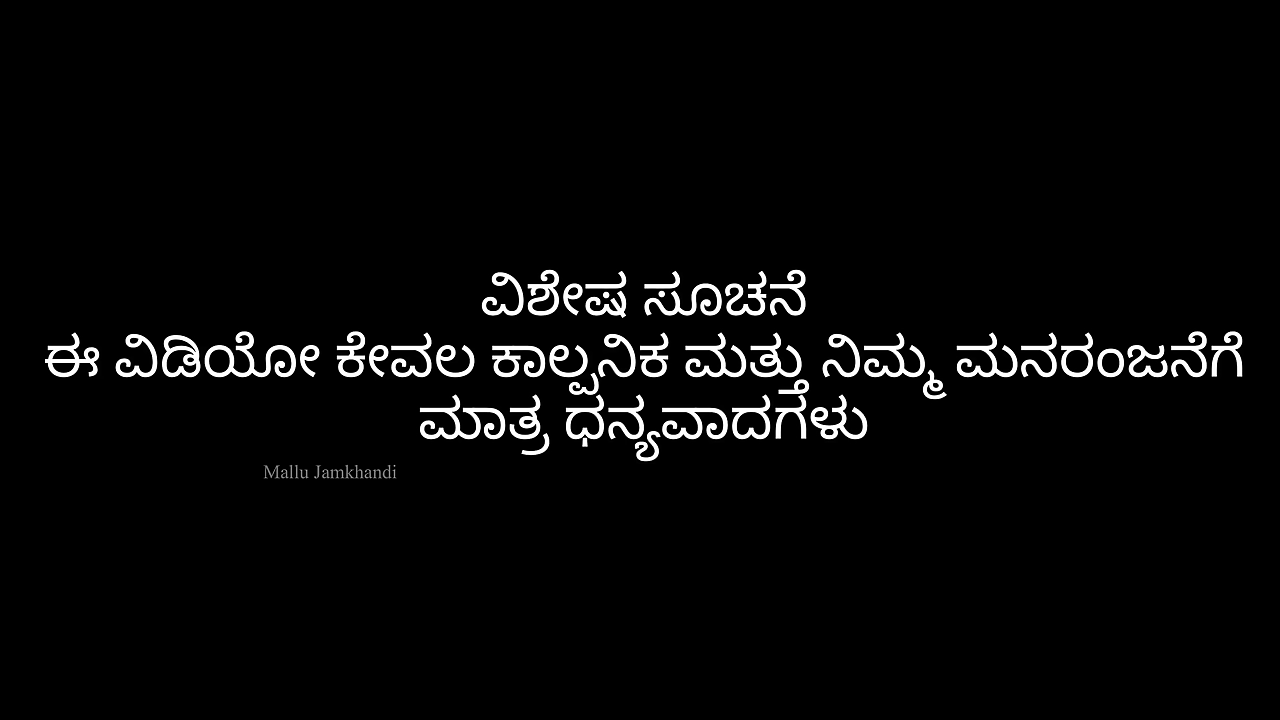 ವಿಶೇಷ ಸೂಚನೆ
ಈ ವಿಡಿಯೋ ಕೇವಲ ಕಾಲ್ಪನಿಕ ಮತ್ತು ನಿಮ್ಮ ಮನರಂಜನೆಗೆ
ಮಾತ್ರ ಧನ್ಯವಾದಗಳು
Mallu Jamkhandi